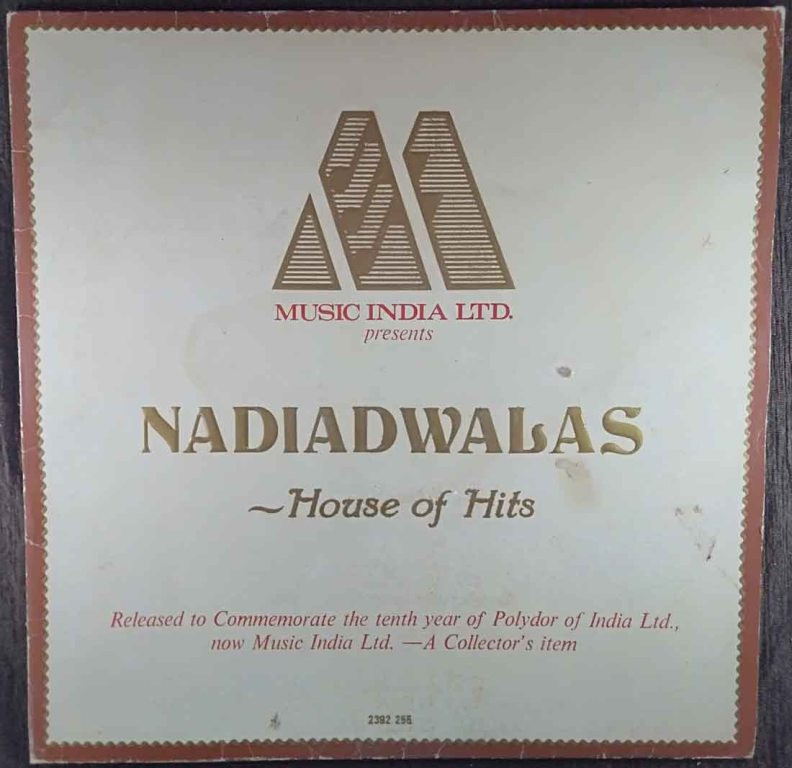 MUSIC INDIA LTD.
presents
NADIADWALAS
~House of Hits
Released to Commemorate the tenth year of Polydor of India Ltd.,
now Music India Ltd. —A Collector's item
2392 256